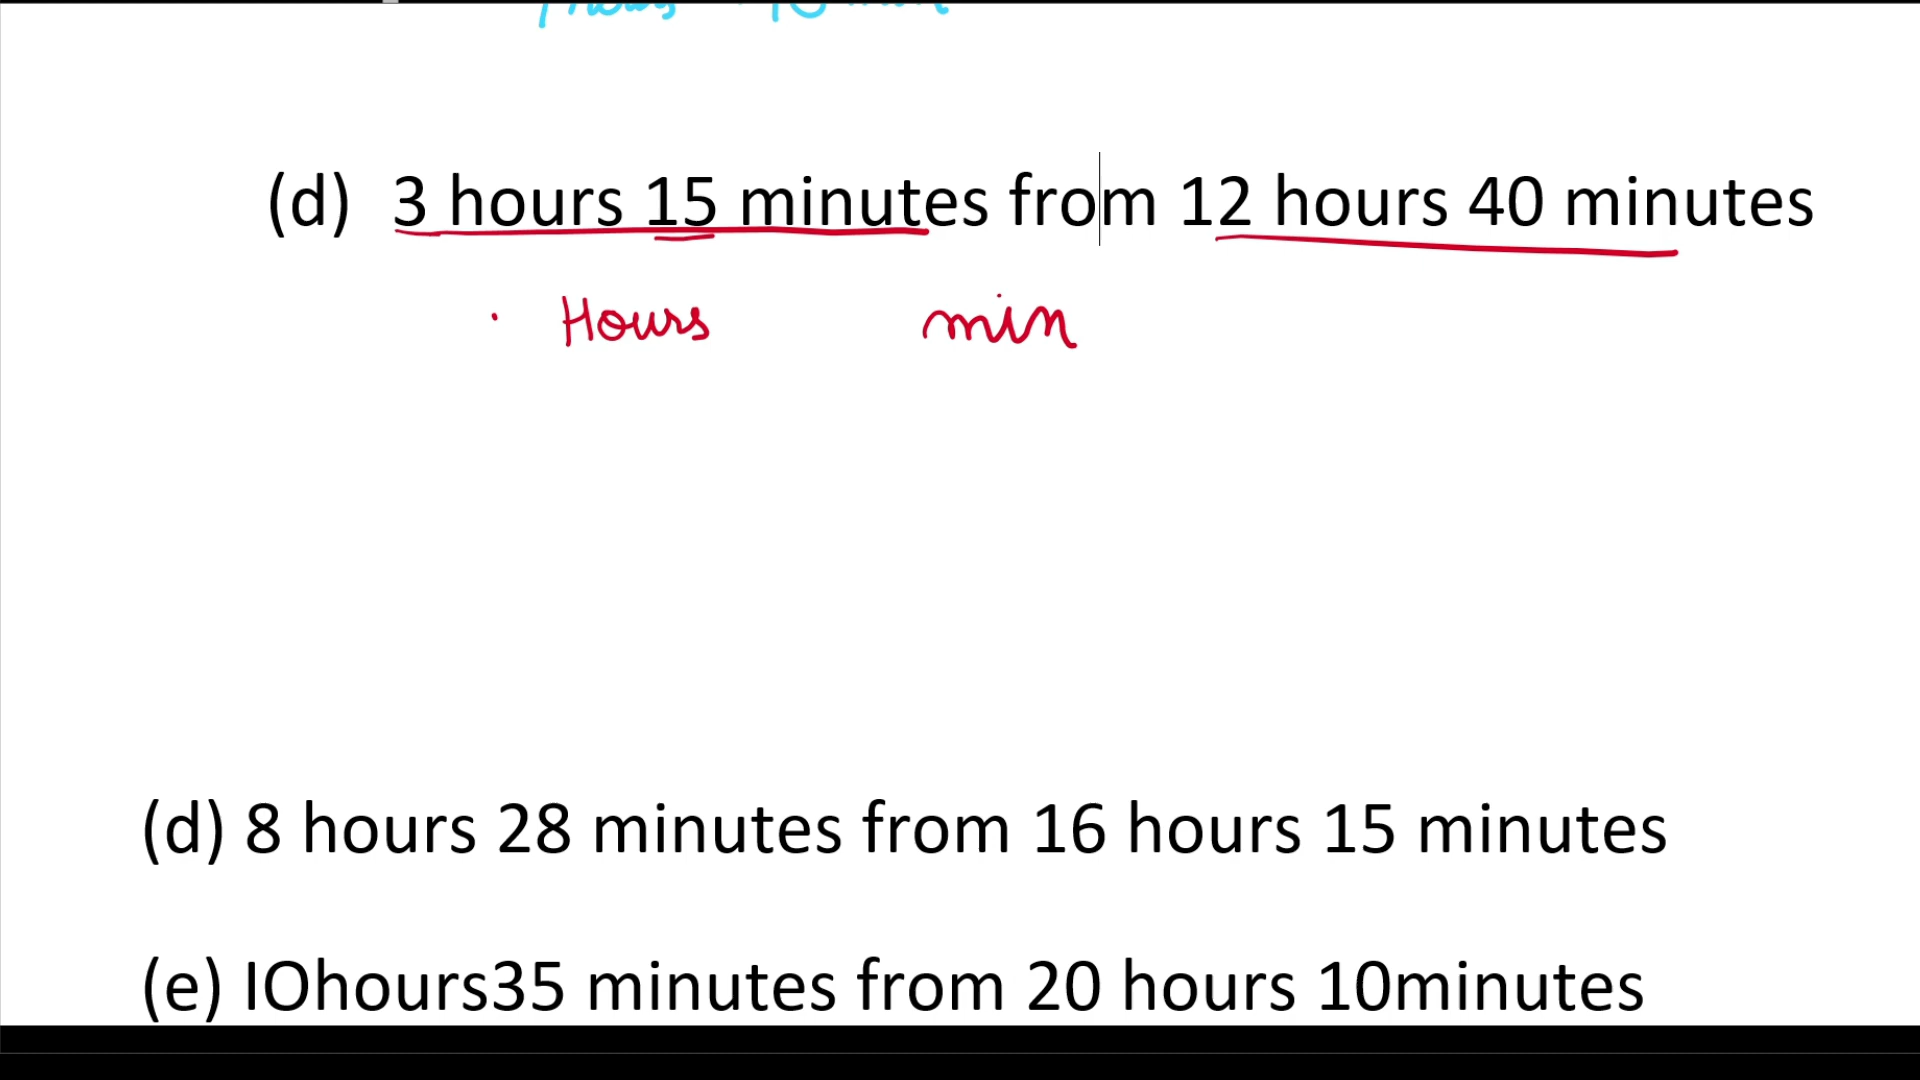 (d) 3 hours 15 minutes from 12 hours 40 minutes
Hours min
(d) 8 hours 28 minutes from 16 hours 15 minutes
(e) IOhours35 minutes from 20 hours 10minutes